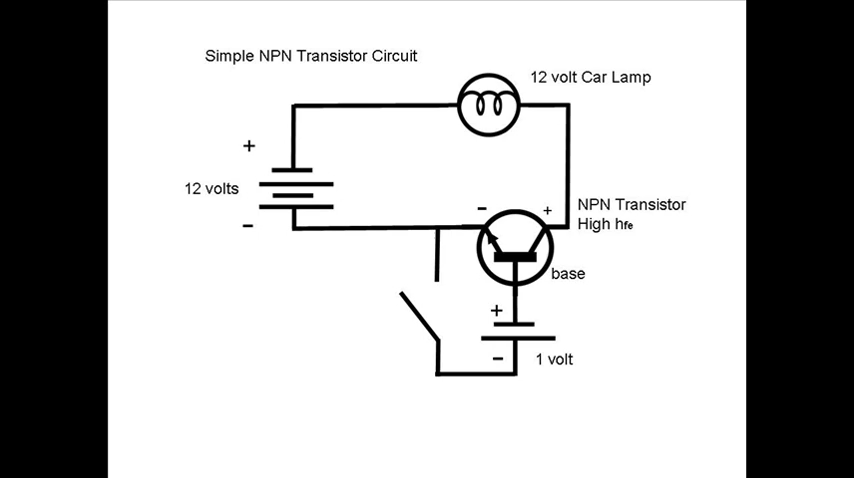 Simple NPN Transistor Circuit
12 volt Car Lamp
+
12 volts
-
- +
NPN Transistor
High hfe
base
+
- 1 volt